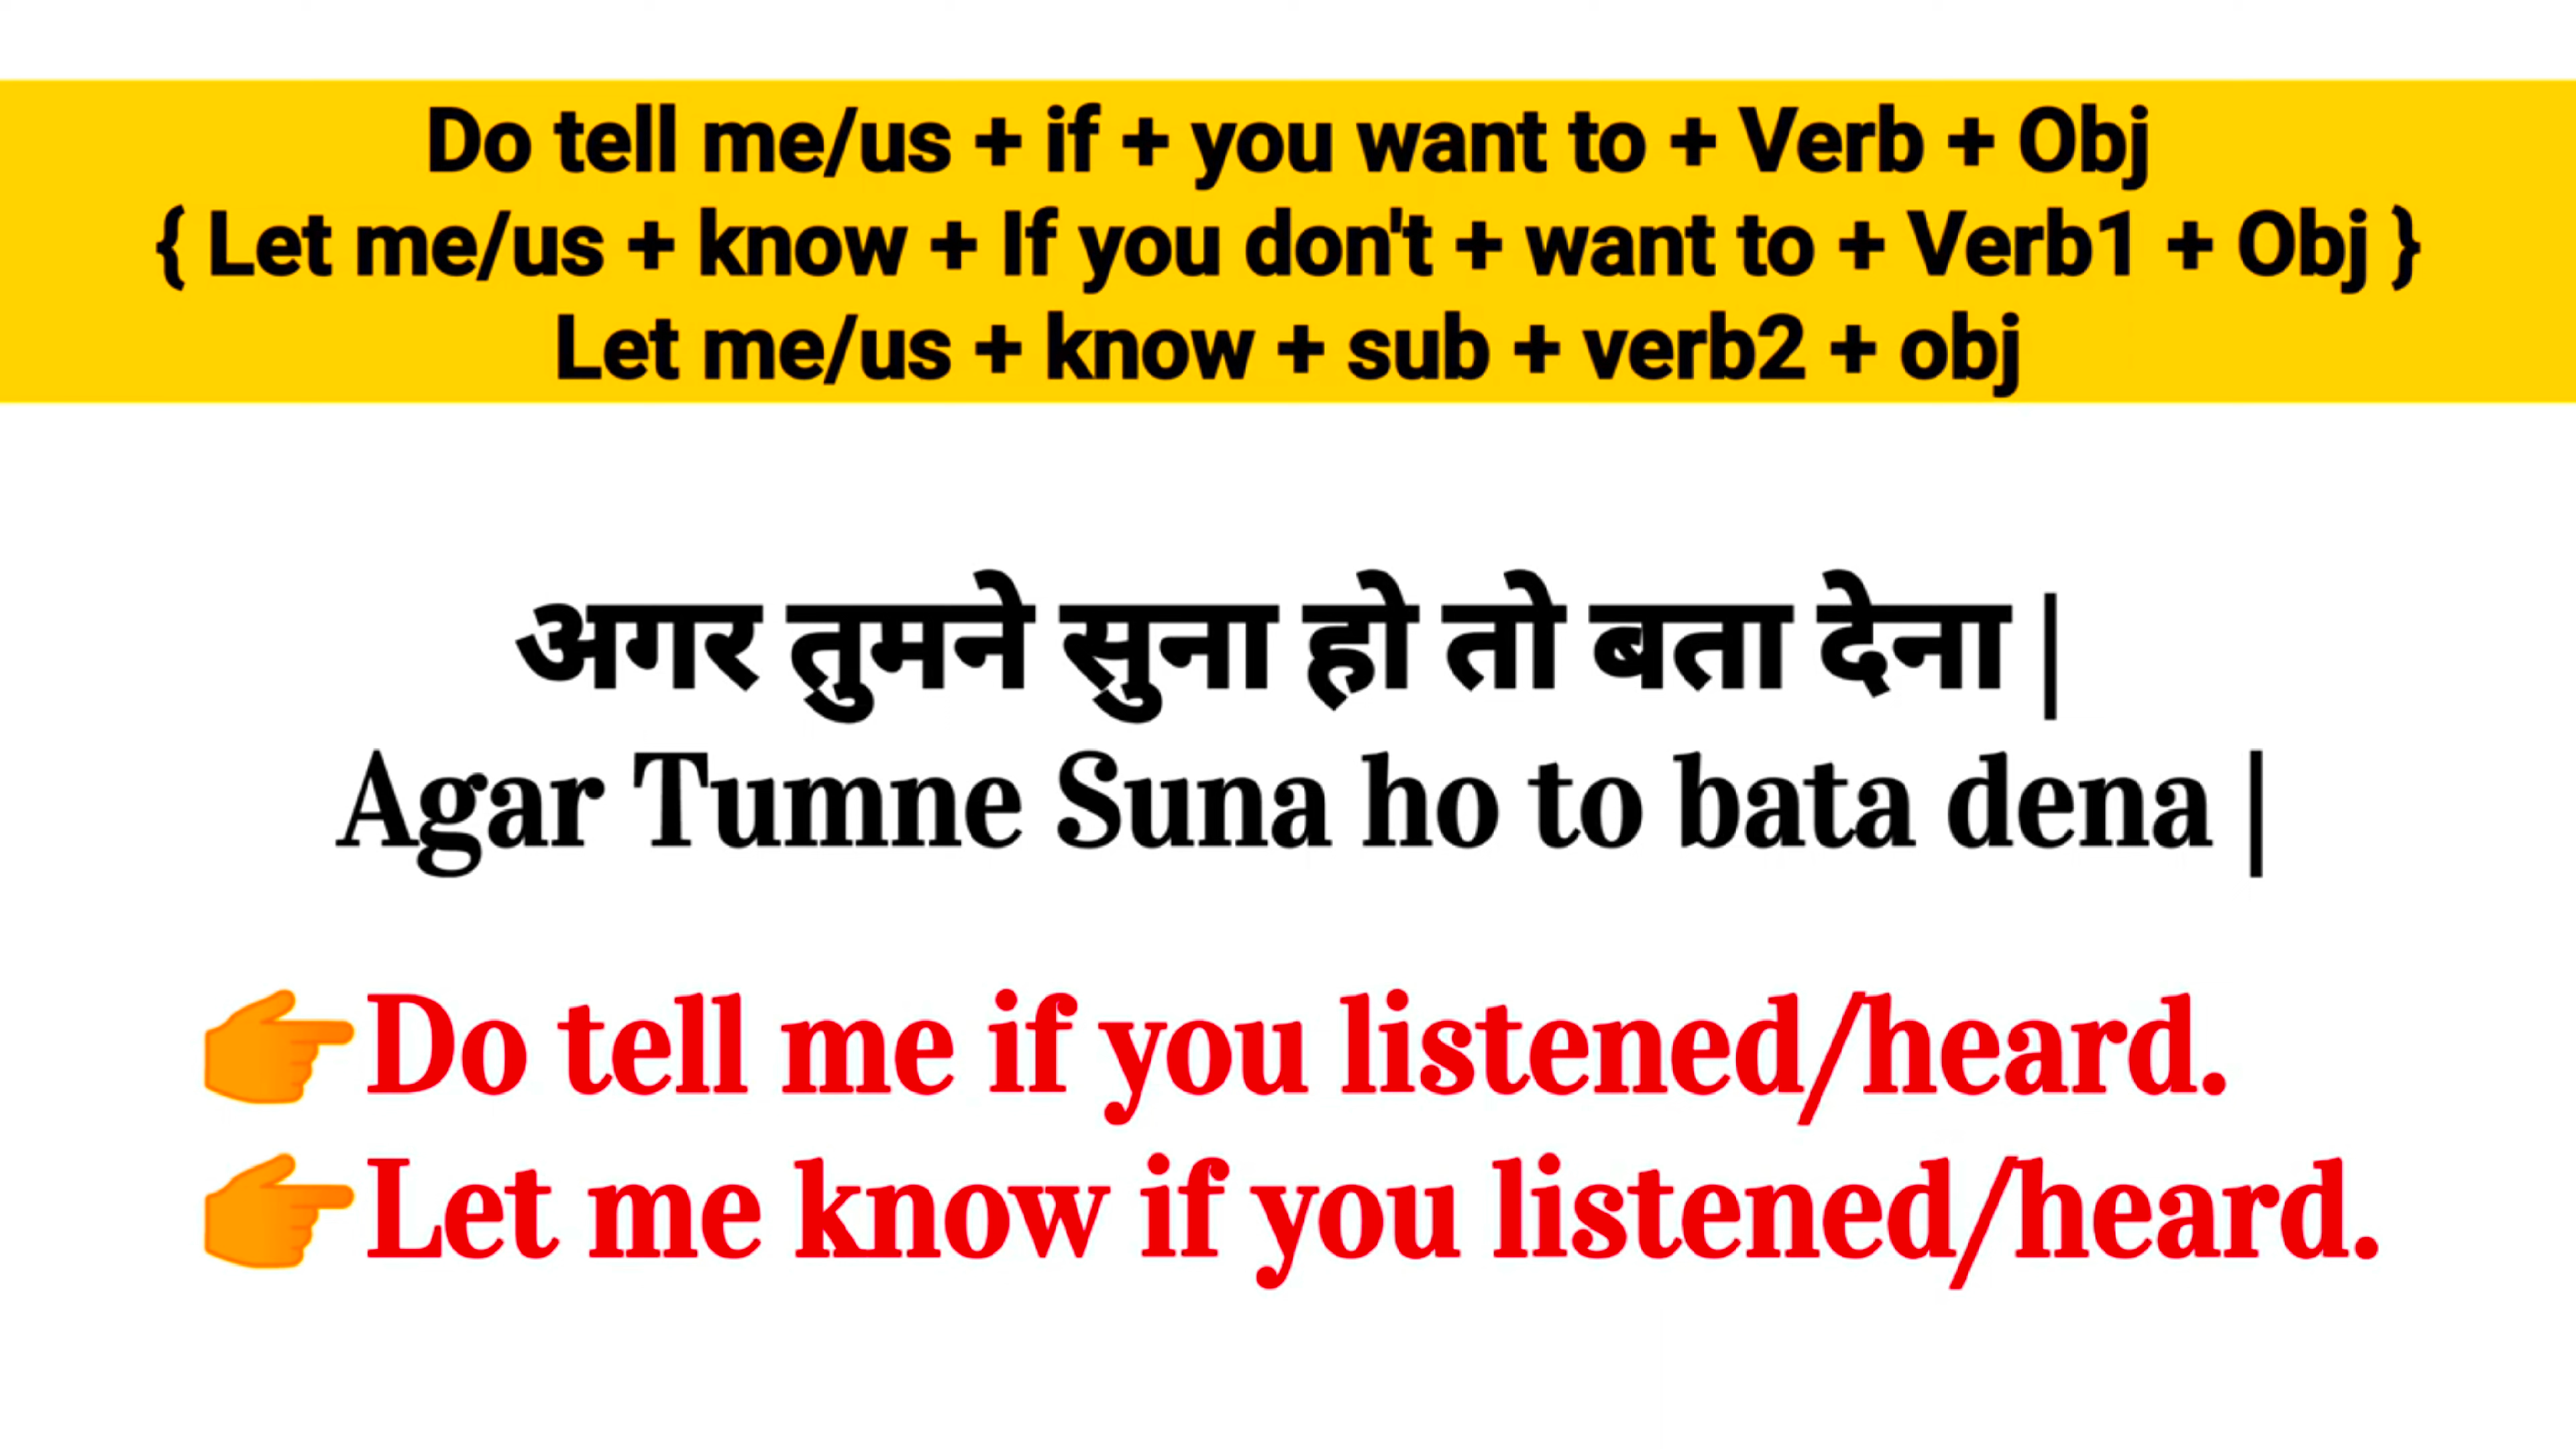 Do tell me/us + if + you want to + Verb + Obj
{ Let me/us + know + If you don't + want to + Verb1 + Obj }
Let me/us + know + sub + verb2 + obj
अगर तुमने सुना हो तो बता देना |
Agar Tumne Suna ho to bata dena |
👉Do tell me if you listened/heard.
👉Let me know if you listened/heard.